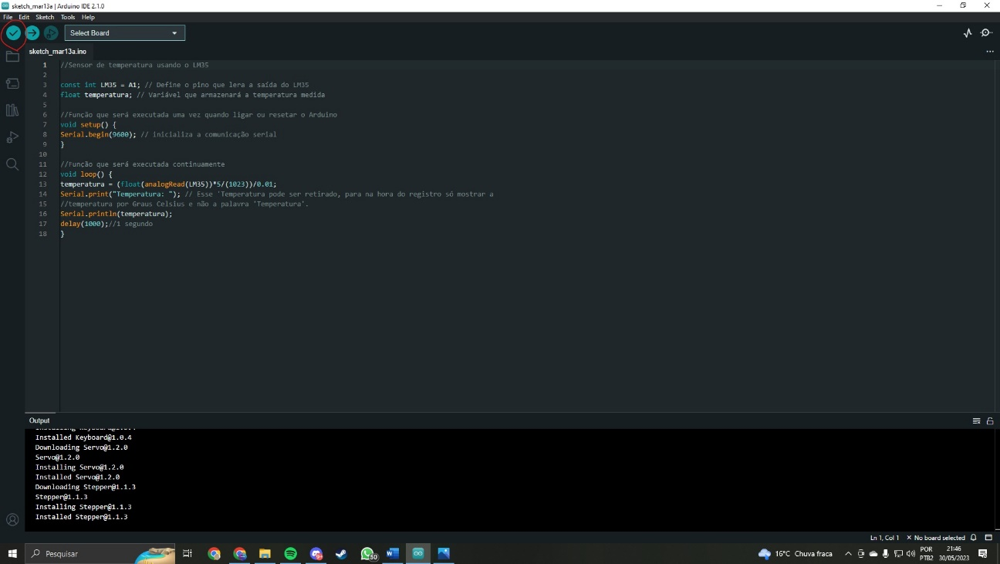 sketch_mar13a | Arduino IDE 2.1.0
File Edit Sketch Tools Help
Select Board
sketch_mar13a.ino
1 //Sensor de temperatura usando o LM35
2
3 const int LM35 = A1; // Define o pino que lera a saída do LM35
4 float temperatura; // Variável que armazenará a temperatura medida
5
6 //Função que será executada uma vez quando ligar ou resetar o Arduino
7 void setup() {
8 Serial.begin(9600); // inicializa a comunicação serial
9 }
10
11 //Função que será executada continuamente
12 void loop() {
13 temperatura = (float(analogRead(LM35))*5/(1023))/0.01;
14 Serial.print("Temperatura: "); // Esse 'Temperatura pode ser retirado, para na hora do registro só mostrar a
15 //temperatura por Graus Celsius e não a palavra 'Temperatura'.
16 Serial.println(temperatura);
17 delay(1000);//1 segundo
18 }
Output
Installed Keyboard@1.0.4
Downloading Servo@1.2.0
Servo@1.2.0
Installing Servo@1.2.0
Installed Servo@1.2.0
Downloading Stepper@1.1.3
Stepper@1.1.3
Installing Stepper@1.1.3
Installed Stepper@1.1.3
Ln 1, Col 1 × No board selected
Pesquisar
50
16°C Chuva fraca
POR
PTB2
21:46
30/05/2023